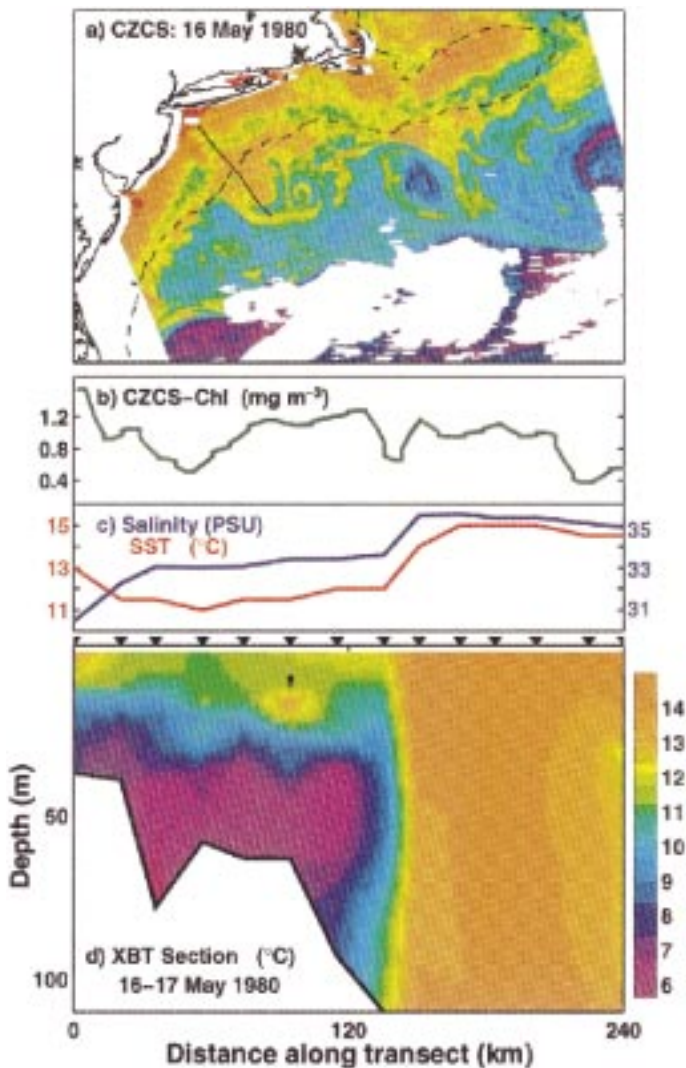 a) CZCS: 16 May 1980
b) CZCS-Chl (mg m⁻³)
1.2
0.8
0.4
c) Salinity (PSU)
SST (°C)
15
13
11
35
33
31
Depth (m)
50
100
d) XBT Section (°C)
16-17 May 1980
14
13
12
11
10
9
8
7
6
0 120 240
Distance along transect (km)